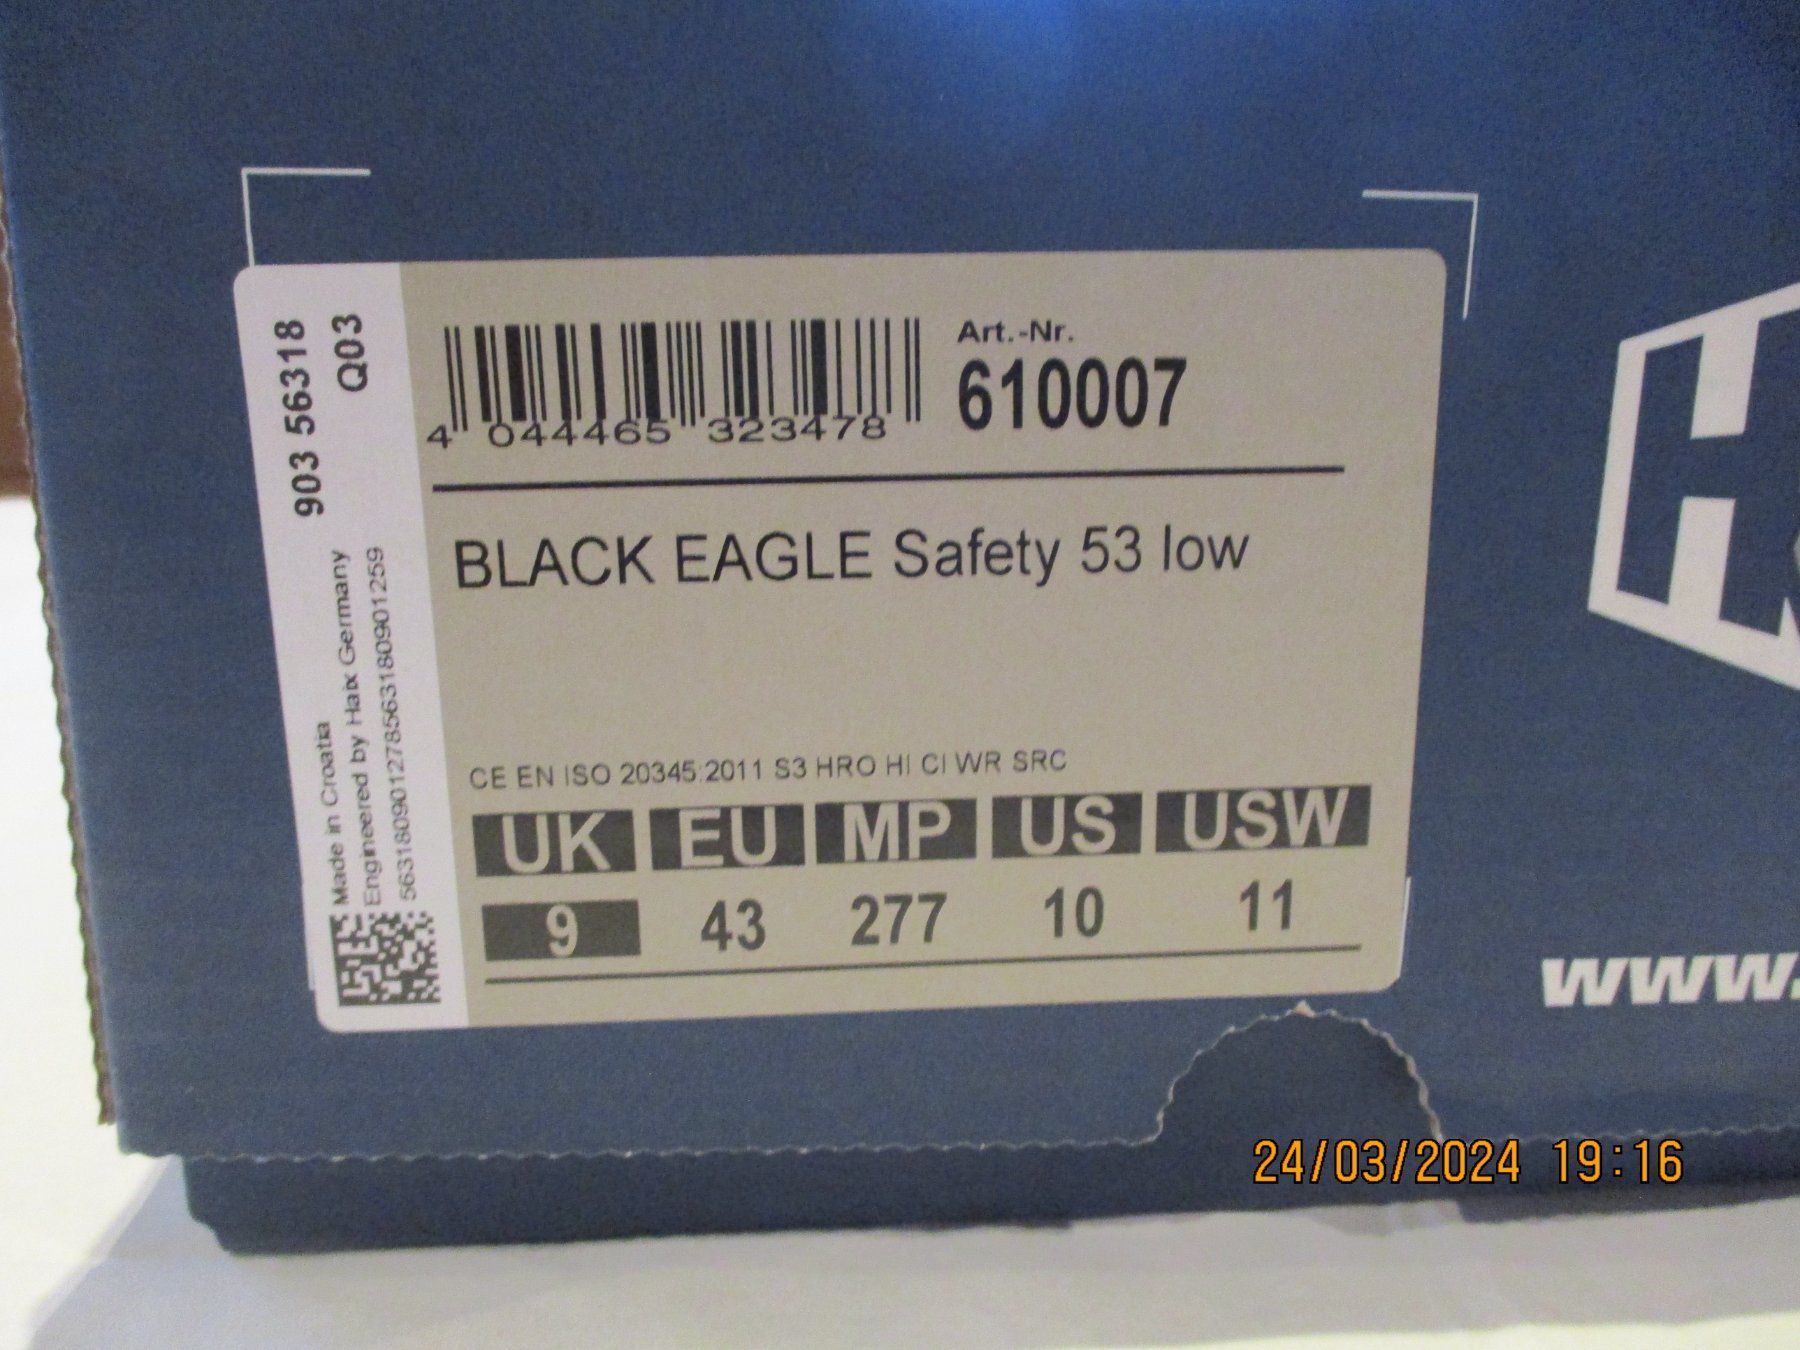 903 56318
Q03
Made in Croatia
Engineered by Haix Germany
Art.-Nr.
610007
4 044465 323478
BLACK EAGLE Safety 53 low
CE EN ISO 20345:2011 S3 HRO HI CI WR SRC
UK EU MP US USW
9 43 277 10 11
www.
24/03/2024 19:16